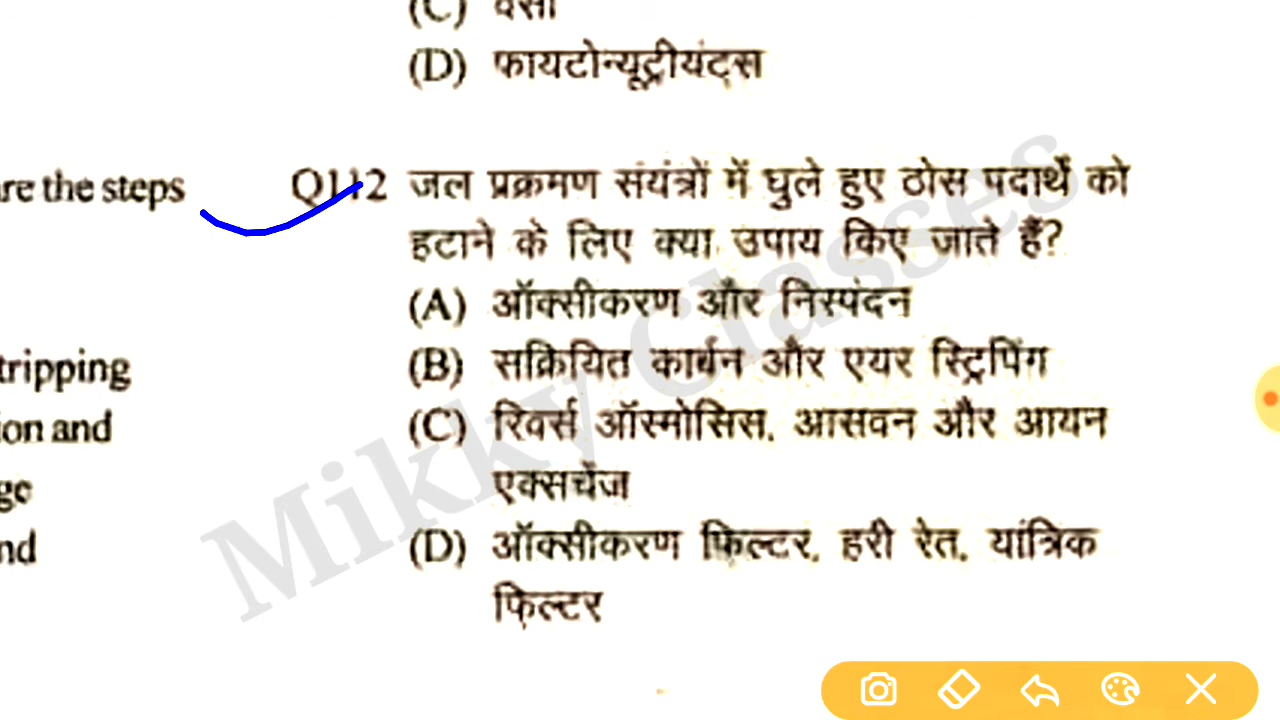 (C) वसा
(D) फायटोन्यूट्रीयंट्स
re the steps
Q112 जल प्रक्रमण संयंत्रों में घुले हुए ठोस पदार्थे को
हटाने के लिए क्या उपाय किए जाते हैं?
(A) ऑक्सीकरण और निस्पंदन
tripping
(B) सक्रियित कार्बन और एयर स्ट्रिपिंग
ion and
(C) रिवर्स ऑस्मोसिस, आसवन और आयन
ge
एक्सचेंज
nd
(D) ऑक्सीकरण फ़िल्टर, हरी रेत, यांत्रिक
फ़िल्टर
Mikky Classes